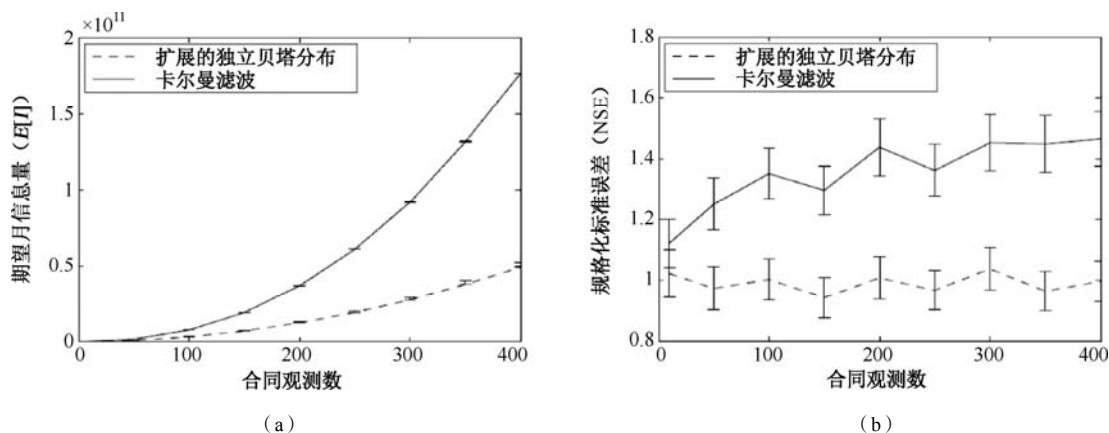 ×10¹¹
2
1.5
1
0.5
0
期望月信息量（E[I]）
扩展的独立贝塔分布
卡尔曼滤波
100
200
300
400
合同观测数
（a）
1.8
1.6
1.4
1.2
1
0.8
规格化标准误差（NSE）
扩展的独立贝塔分布
卡尔曼滤波
0
100
200
300
400
合同观测数
（b）